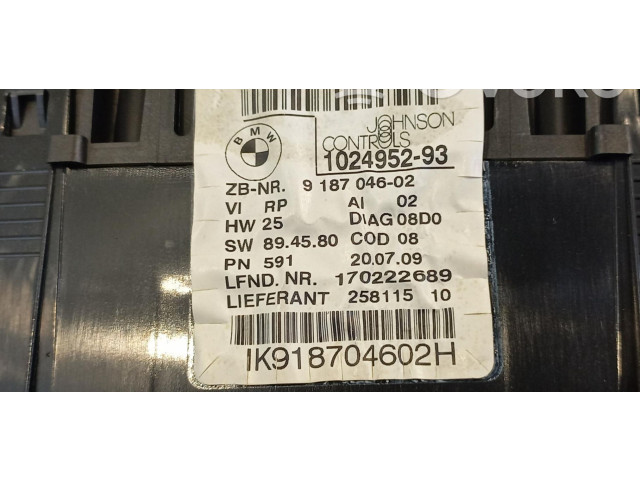 BMW
JOHNSON
CONTROLS
1024952-93
ZB-NR. 9 187 046-02
VI RP AI 02
HW 25 DIAG 08D0
SW 89.45.80 COD 08
PN 591 20.07.09
LFND. NR. 170222689
LIEFERANT 258115 10
IK918704602H